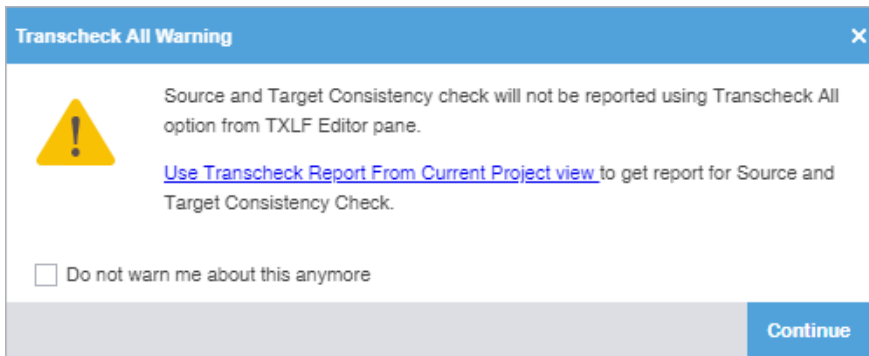 Transcheck All Warning
Source and Target Consistency check will not be reported using Transcheck All
option from TXLF Editor pane.
Use Transcheck Report From Current Project view to get report for Source and
Target Consistency Check.
Do not warn me about this anymore
Continue